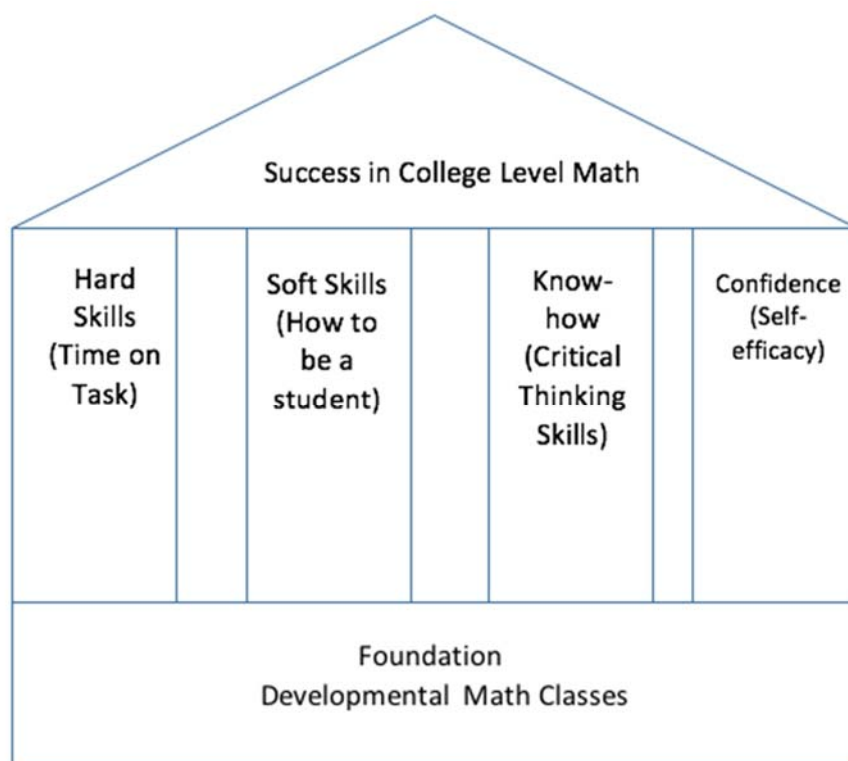 Success in College Level Math
Hard
Skills
(Time on
Task)
Soft Skills
(How to
be a
student)
Know-
how
(Critical
Thinking
Skills)
Confidence
(Self-
efficacy)
Foundation
Developmental Math Classes